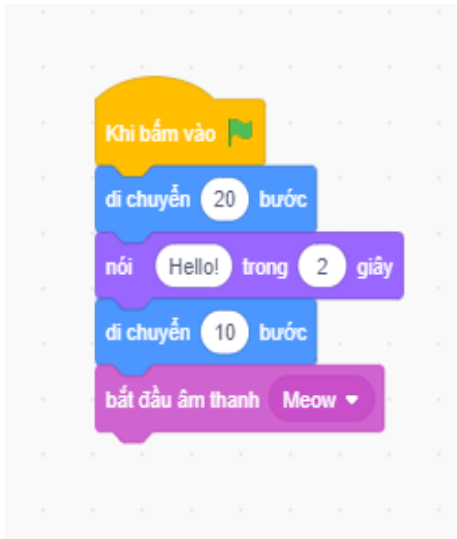 Khi bấm vào
di chuyển 20 bước
nói Hello! trong 2 giây
di chuyển 10 bước
bắt đầu âm thanh Meow